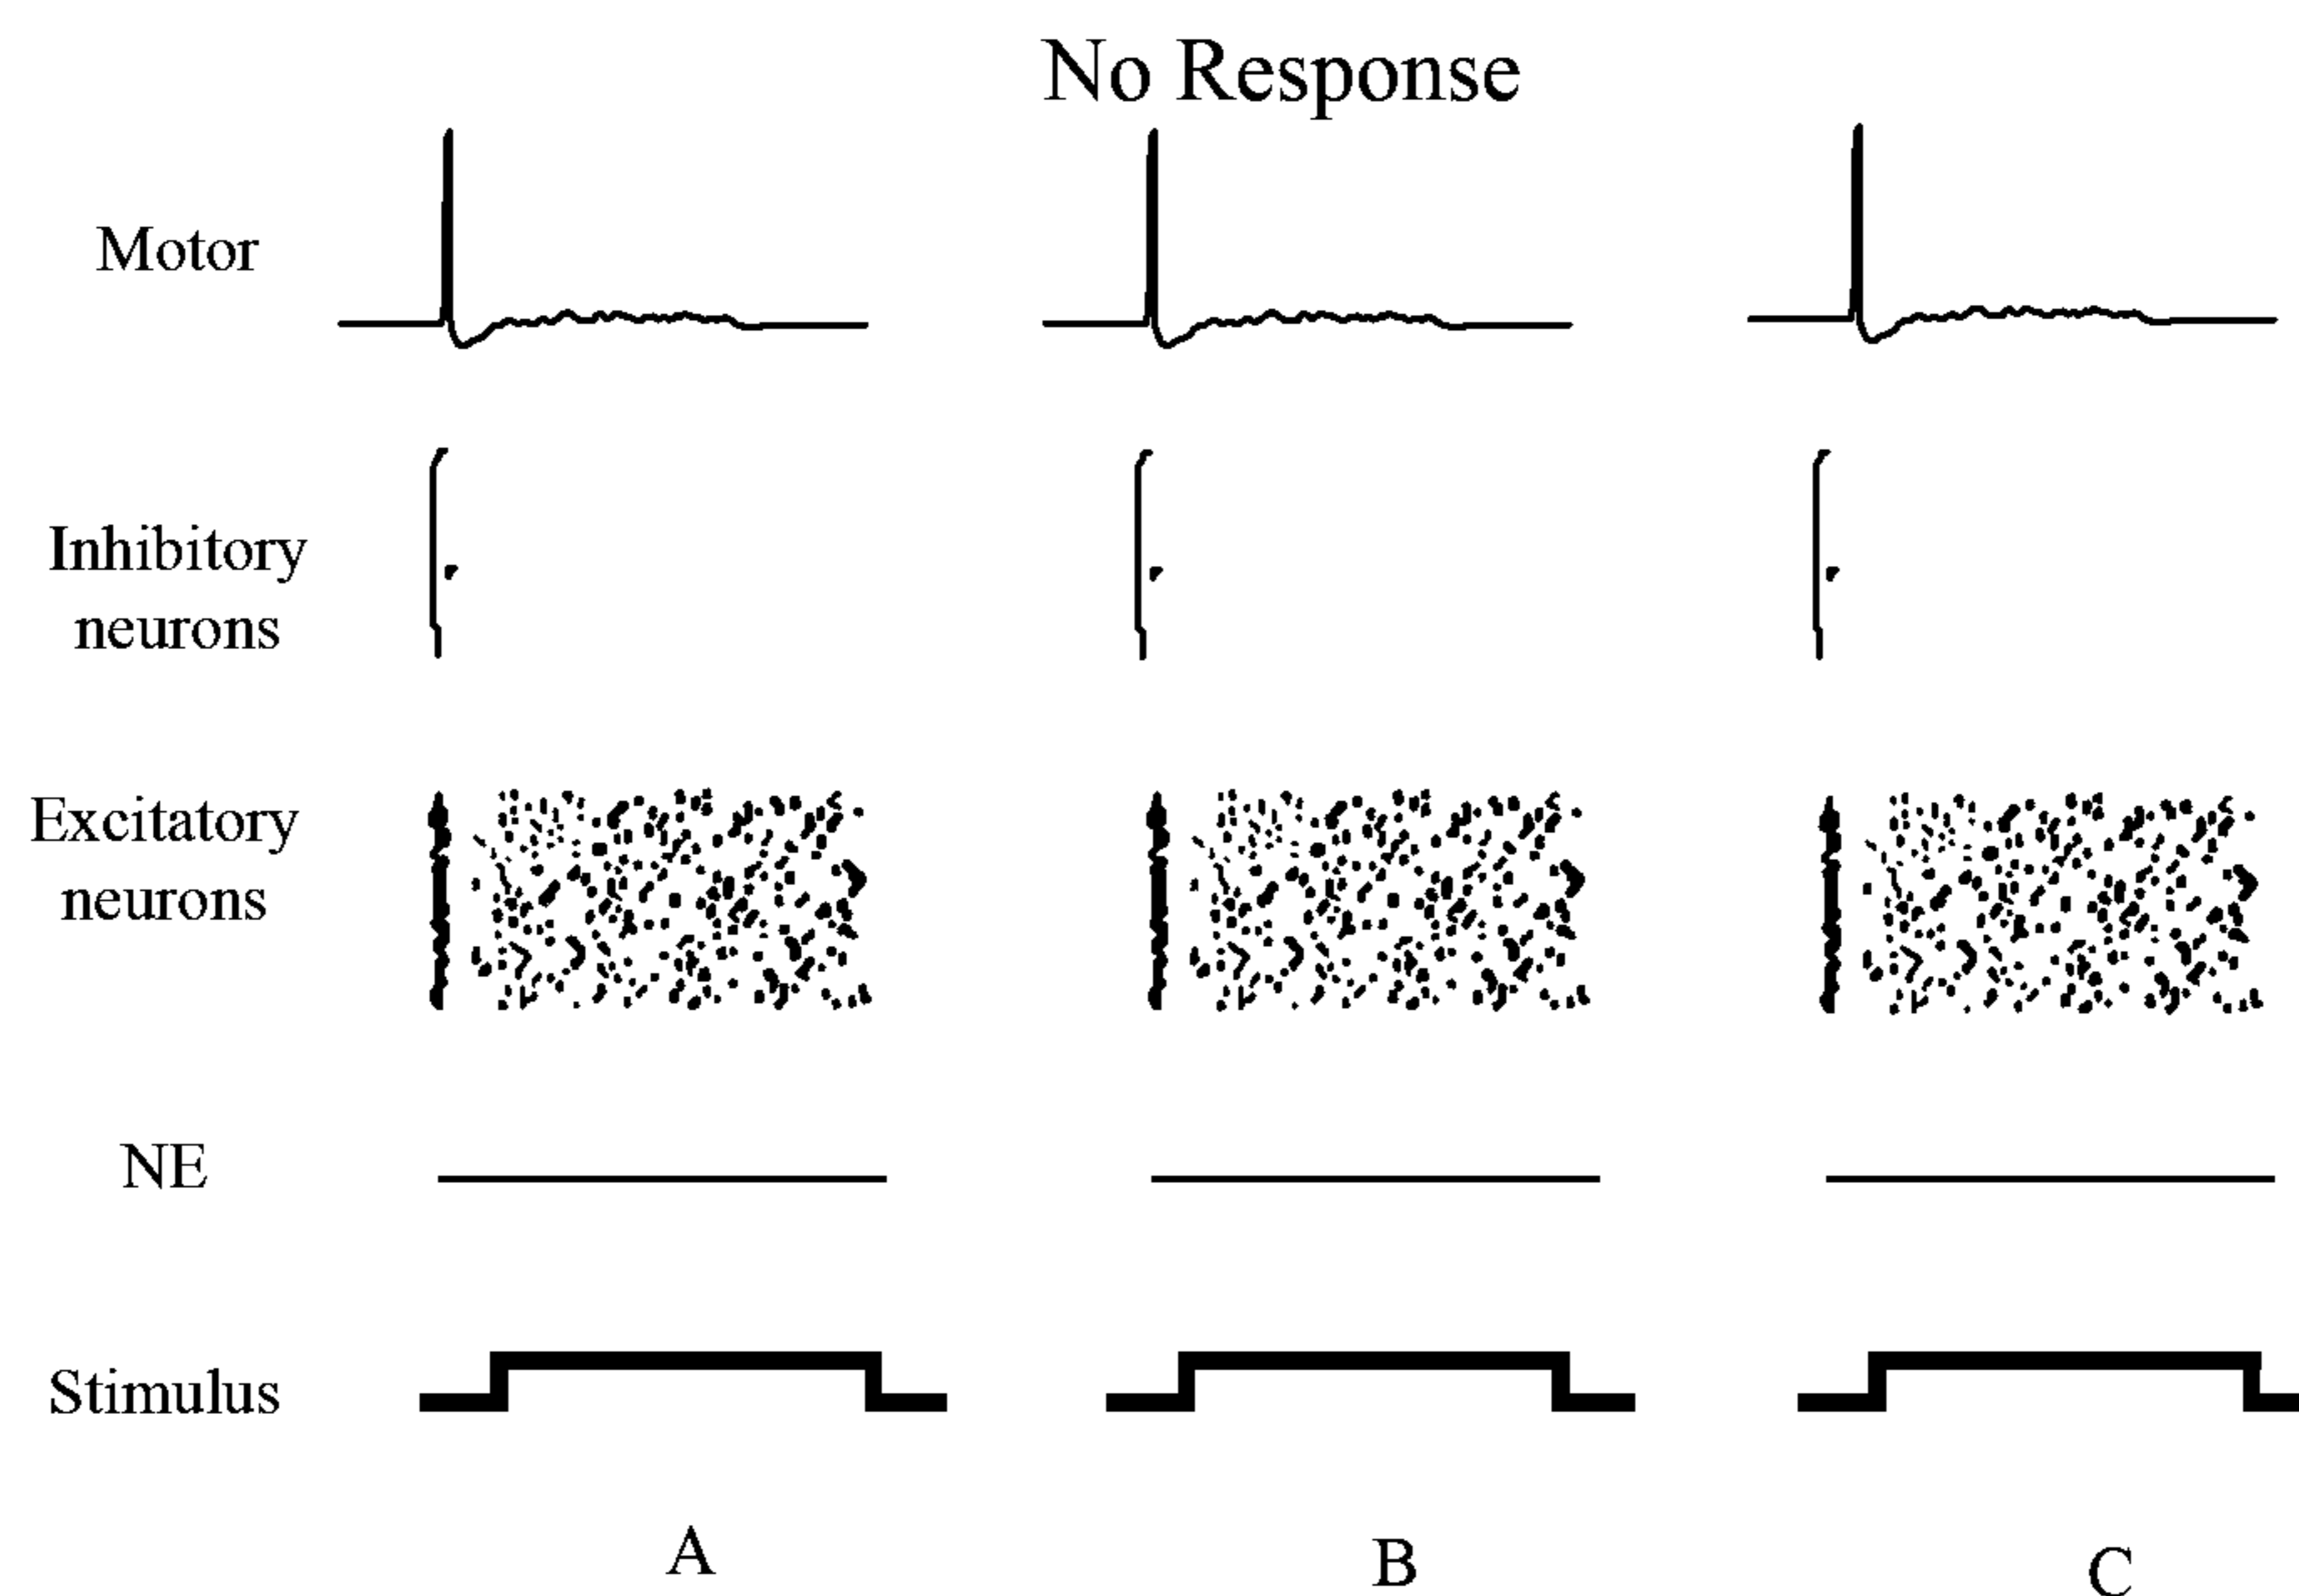 No Response
Motor
Inhibitory
neurons
Excitatory
neurons
NE
Stimulus
A
B
C